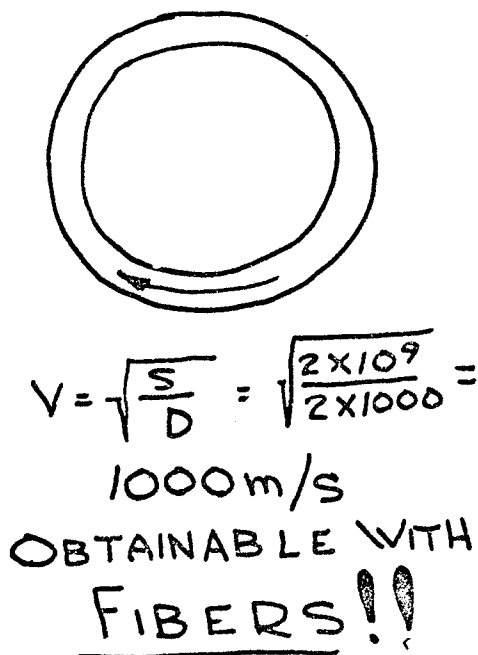 V = √(S/D) = √(2×10⁹/2×1000) =
1000 m/s
OBTAINABLE WITH
FIBERS!!